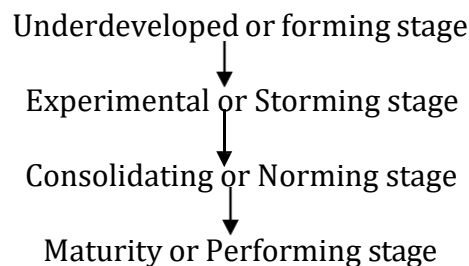 Underdeveloped or forming stage
Experimental or Storming stage
Consolidating or Norming stage
Maturity or Performing stage